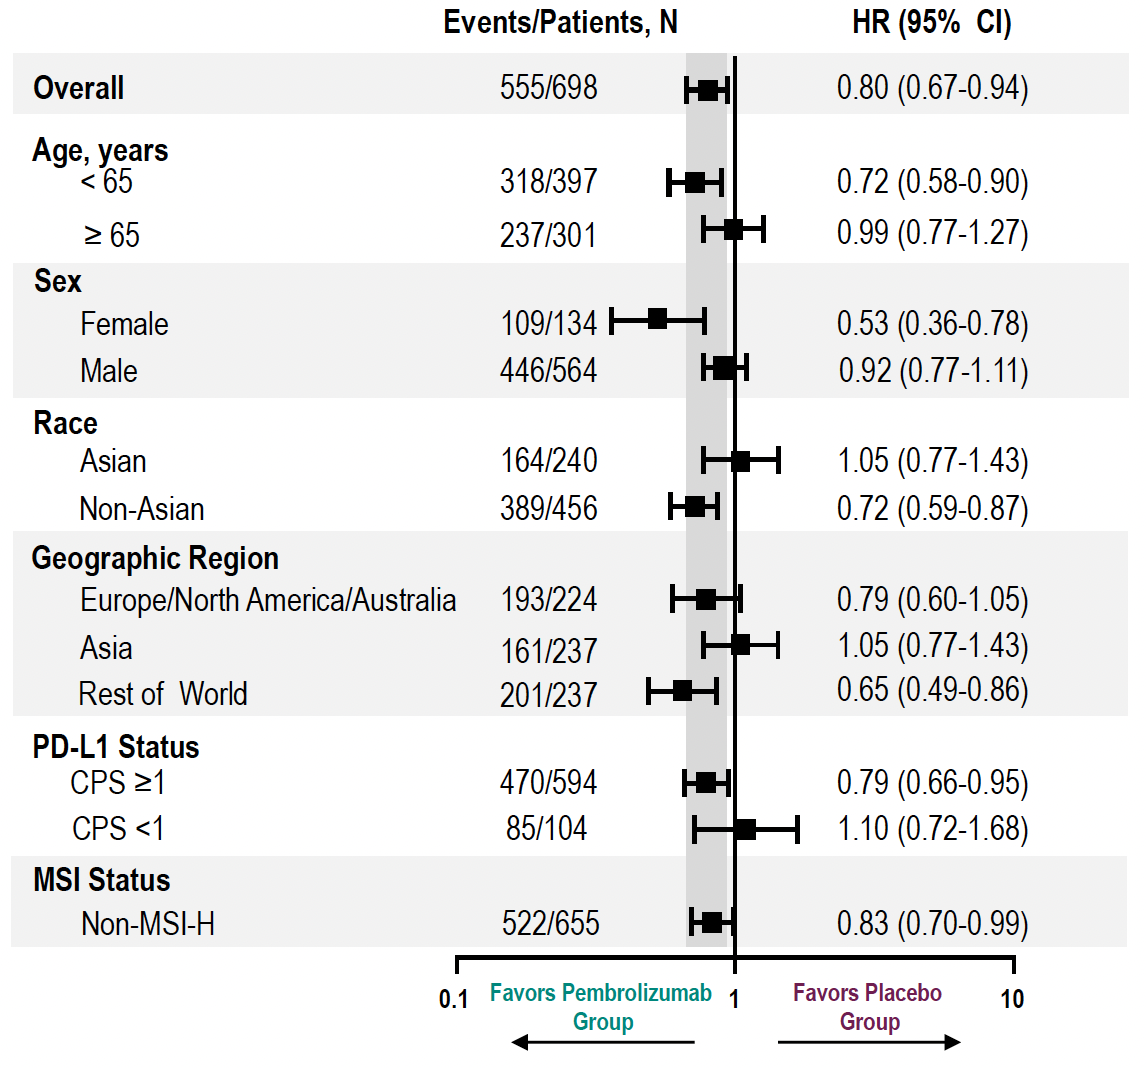 Events/Patients, N HR (95% CI)
Overall 555/698 0.80 (0.67-0.94)
Age, years
< 65 318/397 0.72 (0.58-0.90)
≥ 65 237/301 0.99 (0.77-1.27)
Sex
Female 109/134 0.53 (0.36-0.78)
Male 446/564 0.92 (0.77-1.11)
Race
Asian 164/240 1.05 (0.77-1.43)
Non-Asian 389/456 0.72 (0.59-0.87)
Geographic Region
Europe/North America/Australia 193/224 0.79 (0.60-1.05)
Asia 161/237 1.05 (0.77-1.43)
Rest of World 201/237 0.65 (0.49-0.86)
PD-L1 Status
CPS ≥1 470/594 0.79 (0.66-0.95)
CPS <1 85/104 1.10 (0.72-1.68)
MSI Status
Non-MSI-H 522/655 0.83 (0.70-0.99)
0.1 Favors Pembrolizumab 1 Favors Placebo 10
Group Group